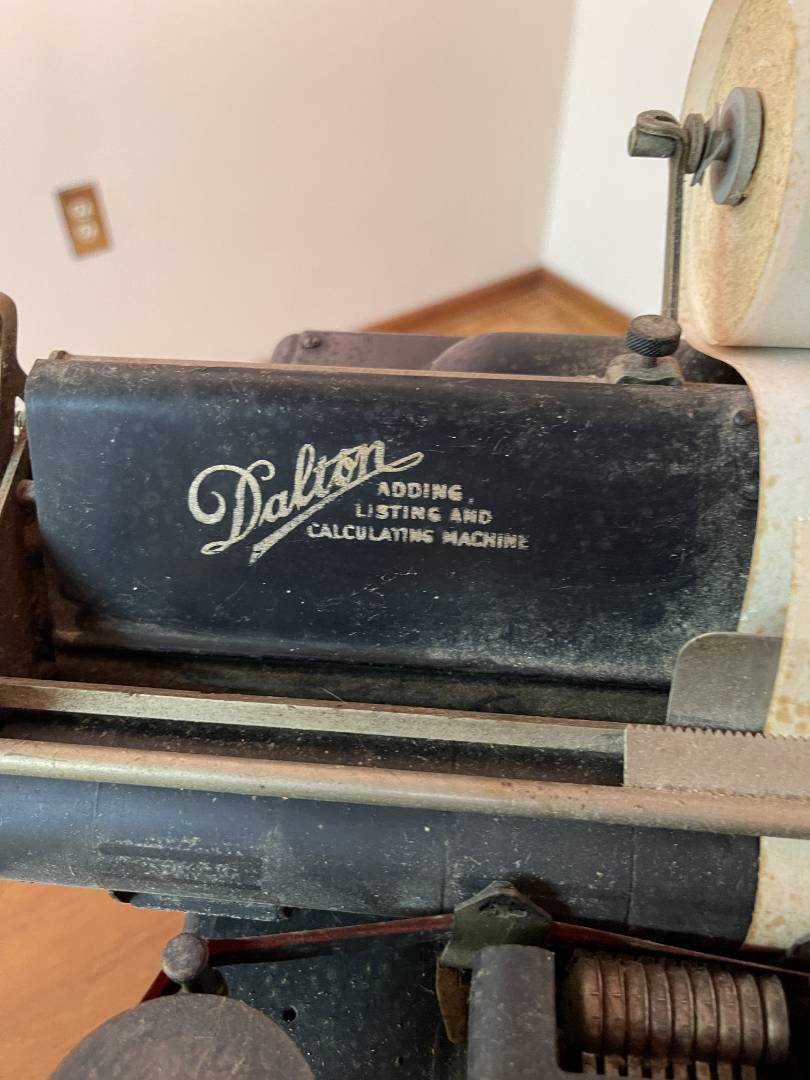 Dalton
ADDING,
LISTING AND
CALCULATING MACHINE